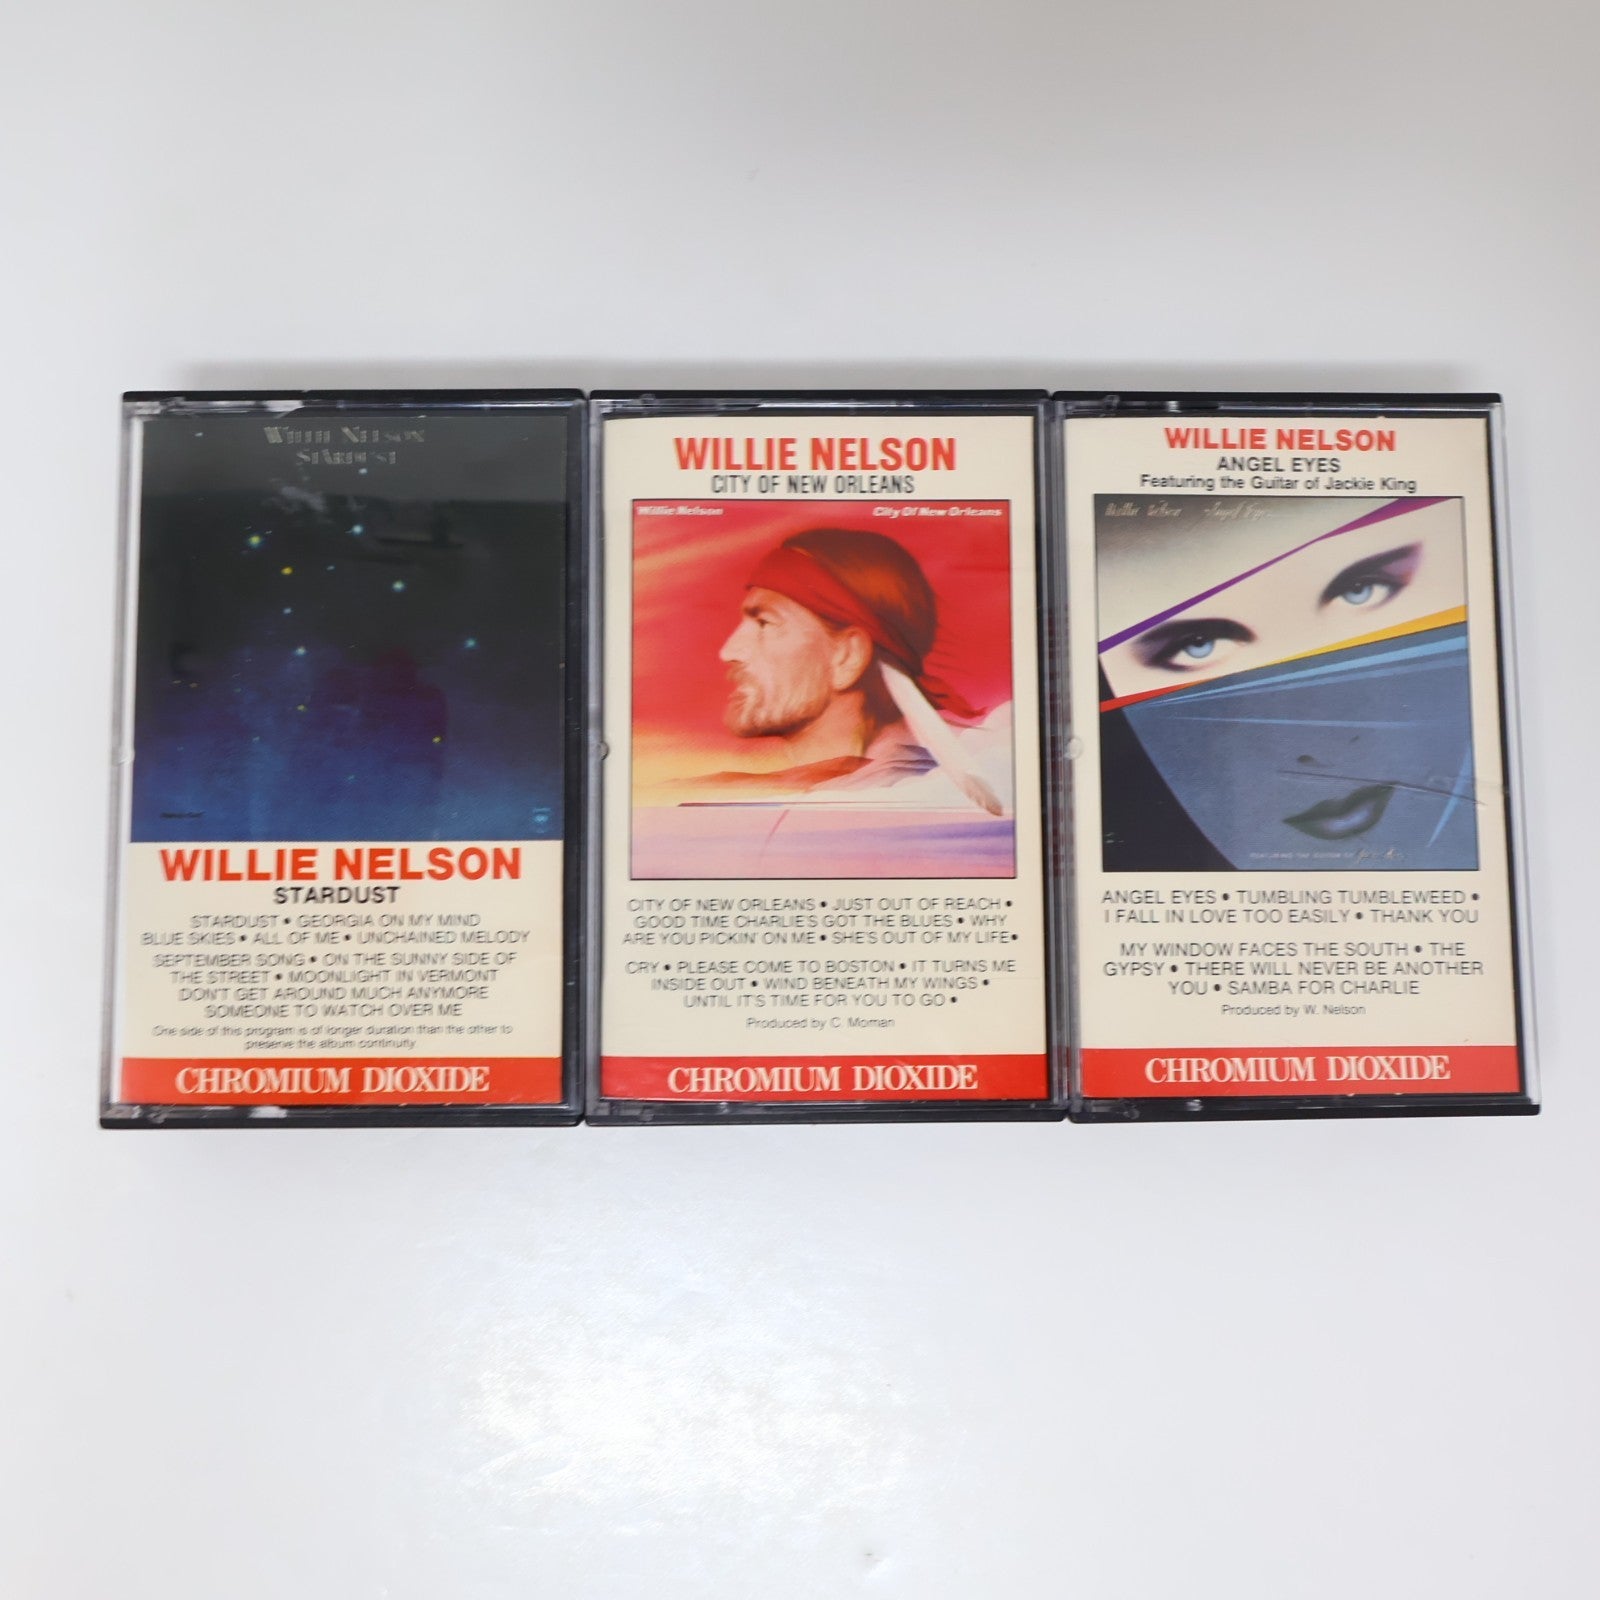 WILLIE NELSON
STARDUST
WILLIE NELSON
STARDUST
STARDUST • GEORGIA ON MY MIND
BLUE SKIES • ALL OF ME • UNCHAINED MELODY
SEPTEMBER SONG • ON THE SUNNY SIDE OF
THE STREET • MOONLIGHT IN VERMONT
DON'T GET AROUND MUCH ANYMORE
SOMEONE TO WATCH OVER ME
One side of this program is of longer duration than the other to
preserve the album continuity
CHROMIUM DIOXIDE
WILLIE NELSON
CITY OF NEW ORLEANS
Willie Nelson City Of New Orleans
CITY OF NEW ORLEANS • JUST OUT OF REACH •
GOOD TIME CHARLIE'S GOT THE BLUES • WHY
ARE YOU PICKIN' ON ME • SHE'S OUT OF MY LIFE •
CRY • PLEASE COME TO BOSTON • IT TURNS ME
INSIDE OUT • WIND BENEATH MY WINGS •
UNTIL IT'S TIME FOR YOU TO GO •
Produced by C. Moman
CHROMIUM DIOXIDE
WILLIE NELSON
ANGEL EYES
Featuring the Guitar of Jackie King
Willie Nelson Angel Eyes
FEATURING THE GUITAR OF
ANGEL EYES • TUMBLING TUMBLEWEED •
I FALL IN LOVE TOO EASILY • THANK YOU
MY WINDOW FACES THE SOUTH • THE
GYPSY • THERE WILL NEVER BE ANOTHER
YOU • SAMBA FOR CHARLIE
Produced by W. Nelson
CHROMIUM DIOXIDE